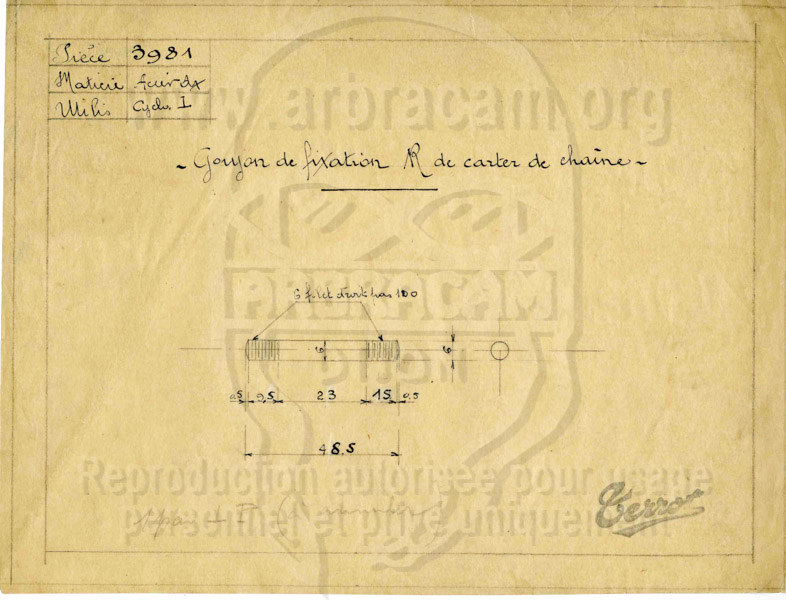 Pièce 3981
Matière Acier dx
Utilis Cyclo. I
www.arbracam.org
- Goujon de fixation R de carter de chaîne -
ARBRACAM
DIJON
6 filet droit pas 100
6 6
0,5 9,5 23 15 0,5
48.5
Reproduction autorisée pour usage
personnel et privé uniquement
Terrot